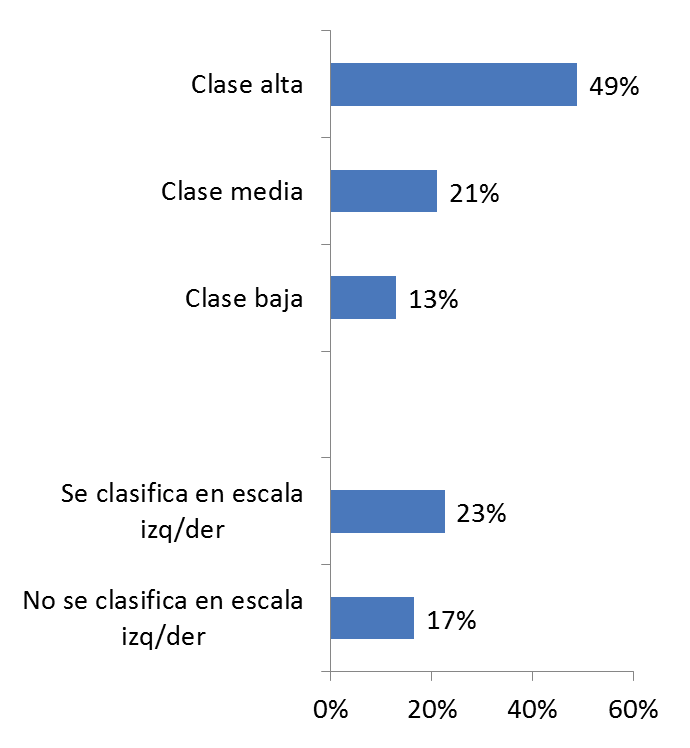 Clase alta
49%
Clase media
21%
Clase baja
13%
Se clasifica en escala
izq/der
23%
No se clasifica en escala
izq/der
17%
0%
20%
40%
60%